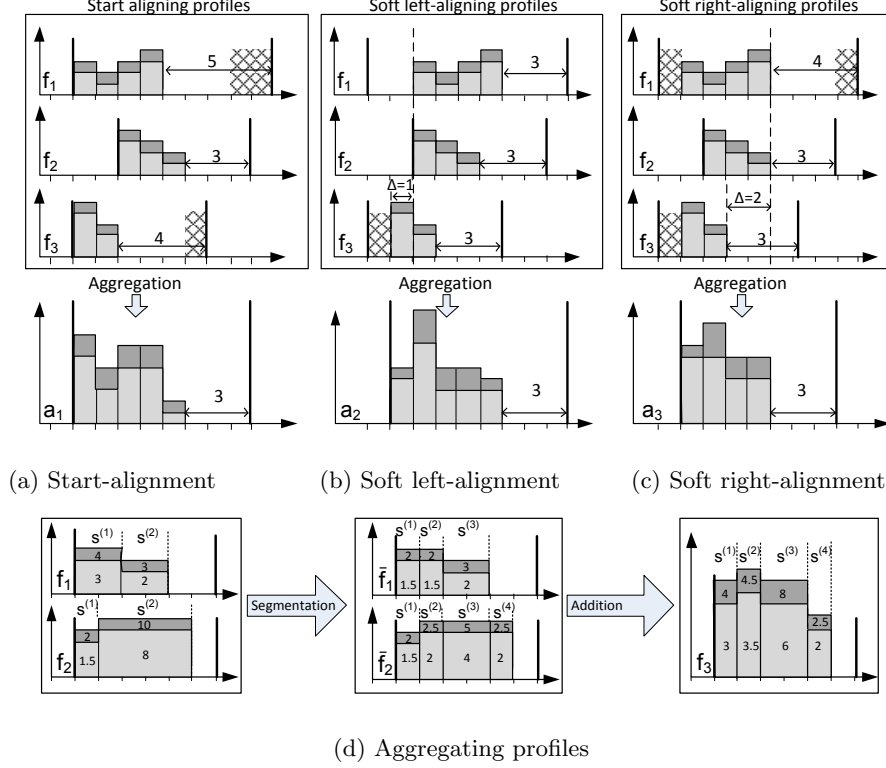 Start aligning profiles
Soft left-aligning profiles
Soft right-aligning profiles
f1
5
f2
3
f3
4
f1
3
f2
3
Δ=1
f3
3
f1
4
f2
3
Δ=2
f3
3
Aggregation
Aggregation
Aggregation
a1
3
a2
3
a3
3
(a) Start-alignment
(b) Soft left-alignment
(c) Soft right-alignment
s(1) s(2)
f1
4 3
3 2
s(1) s(2)
f2
2 10
1.5 8
Segmentation
s(1) s(2) s(3)
f̄1
2 2 3
1.5 1.5 2
s(1) s(2) s(3) s(4)
f̄2
2 2.5 5 2.5
1.5 2 4 2
Addition
s(1) s(2) s(3) s(4)
f3
4 4.5 8 2.5
3 3.5 6 2
(d) Aggregating profiles